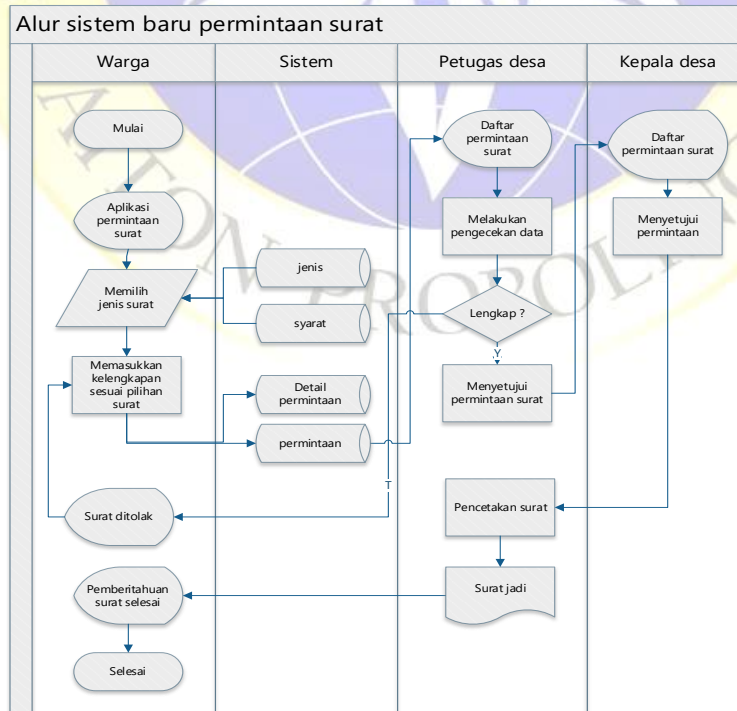 Alur sistem baru permintaan surat
Warga
Sistem
Petugas desa
Kepala desa
Mulai
Aplikasi
permintaan
surat
Memilih
jenis surat
Memasukkan
kelengkapan
sesuai pilihan
surat
Surat ditolak
Pemberitahuan
surat selesai
Selesai
jenis
syarat
Detail
permintaan
permintaan
Daftar
permintaan
surat
Melakukan
pengecekan data
Lengkap ?
Y
Menyetujui
permintaan surat
T
Pencetakan surat
Surat jadi
Daftar
permintaan surat
Menyetujui
permintaan